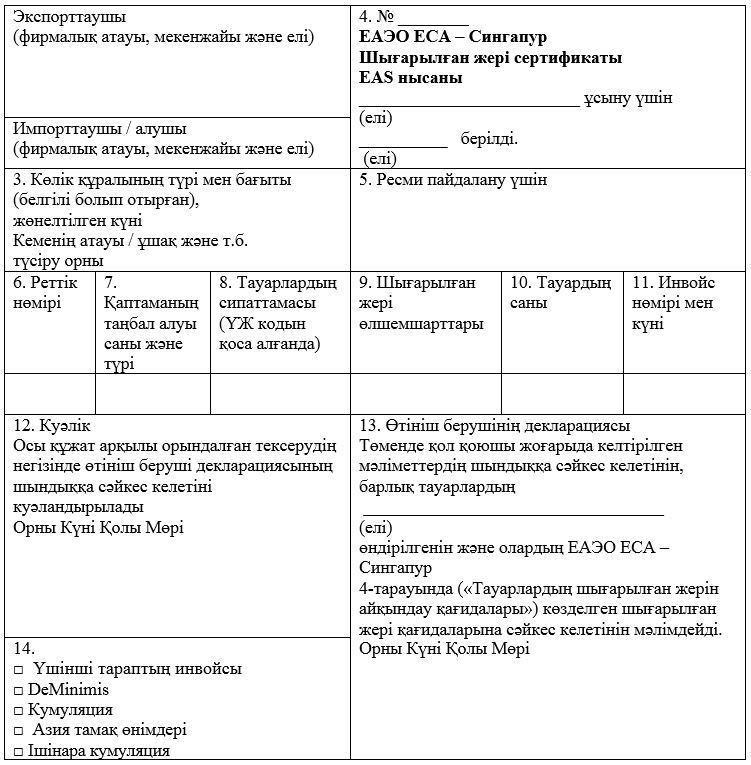 Экспорттаушы
(фирмалық атауы, мекенжайы және елі)
Импорттаушы / алушы
(фирмалық атауы, мекенжайы және елі)
4. № ________
ЕАЭО ЕСА – Сингапур
Шығарылған жері сертификаты
EAS нысаны
_________________________ ұсыну үшін
(елі)
__________ берілді.
(елі)
3. Көлік құралының түрі мен бағыты
(белгілі болып отырған),
жөнелтілген күні
Кеменің атауы / ұшақ және т.б.
түсіру орны
5. Ресми пайдалану үшін
6. Реттік
нөмірі
7.
Қаптаманың
таңбал алуы
саны және
түрі
8. Тауарлардың
сипаттамасы
(ҮЖ кодын
қоса алғанда)
9. Шығарылған
жері
өлшемшарттары
10. Тауардың
саны
11. Инвойс
нөмірі мен
күні
12. Куәлік
Осы құжат арқылы орындалған тексерудің
негізінде өтініш беруші декларациясының
шындыққа сәйкес келетіні
куәландырылады
Орны Күні Қолы Мөрі
13. Өтініш берушінің декларациясы
Төменде қол қоюшы жоғарыда келтірілген
мәліметтердің шындыққа сәйкес келетінін,
барлық тауарлардың
__________________________________
(елі)
өндірілгенін және олардың ЕАЭО ЕСА –
Сингапур
4-тарауында («Тауарлардың шығарылған жерін
айқындау қағидалары») көзделген шығарылған
жері қағидаларына сәйкес келетінін мәлімдейді.
Орны Күні Қолы Мөрі
14.
□ Үшінші тараптың инвойсы
□ DeMinimis
□ Кумуляция
□ Азия тамақ өнімдері
□ Ішінара кумуляция